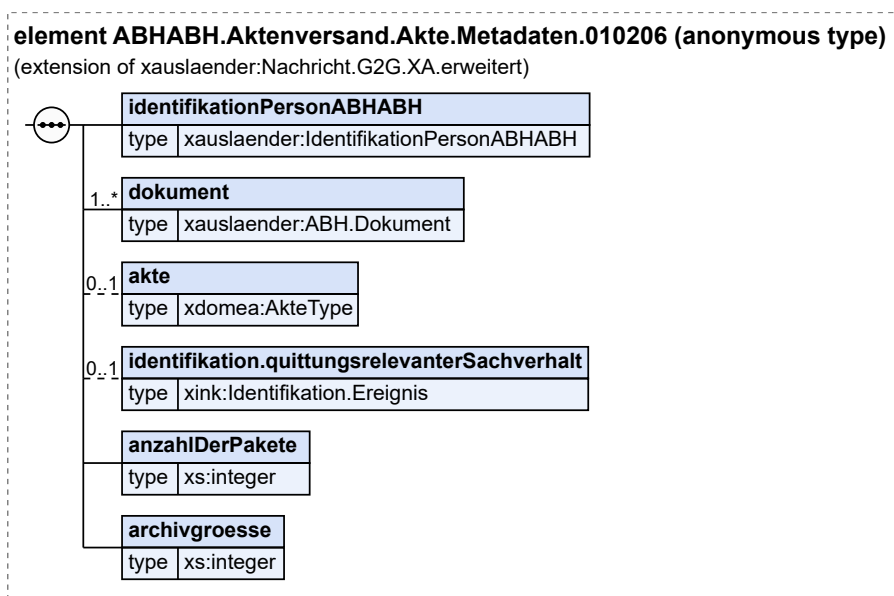 element ABHABH.Aktenversand.Akte.Metadaten.010206 (anonymous type)
(extension of xauslaender:Nachricht.G2G.XA.erweitert)
identifikationPersonABHABH
type xauslaender:IdentifikationPersonABHABH
1..* dokument
type xauslaender:ABH.Dokument
0..1 akte
type xdomea:AkteType
0..1 identifikation.quittungsrelevanterSachverhalt
type xink:Identifikation.Ereignis
anzahlDerPakete
type xs:integer
archivgroesse
type xs:integer